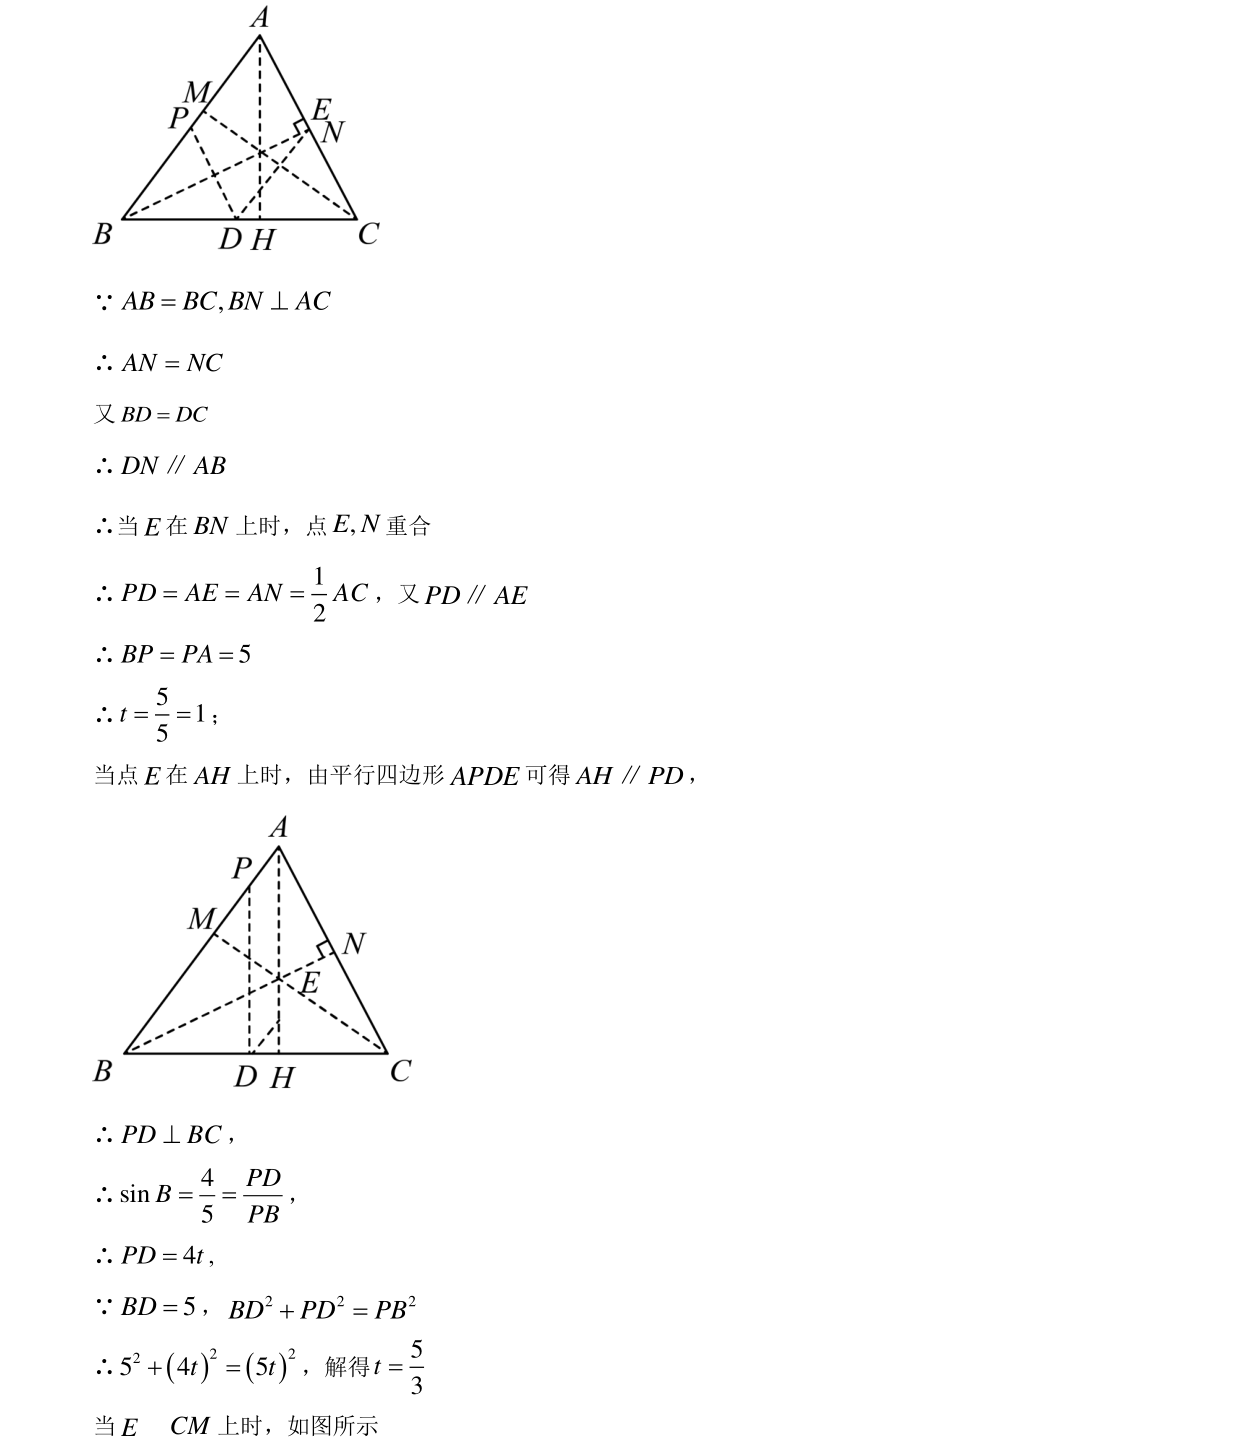 A
M
P
E
N
B
D H
C
∵ AB = BC, BN ⊥ AC
∴ AN = NC
又 BD = DC
∴ DN // AB
∴当 E 在 BN 上时，点 E, N 重合
∴ PD = AE = AN = 1/2 AC，又 PD // AE
∴ BP = PA = 5
∴ t = 5/5 = 1；
当点 E 在 AH 上时，由平行四边形 APDE 可得 AH // PD，
A
P
M
N
E
B
D H
C
∴ PD ⊥ BC，
∴ sin B = 4/5 = PD/PB，
∴ PD = 4t，
∵ BD = 5，BD² + PD² = PB²
∴ 5² + (4t)² = (5t)²，解得 t = 5/3
当 E CM 上时，如图所示